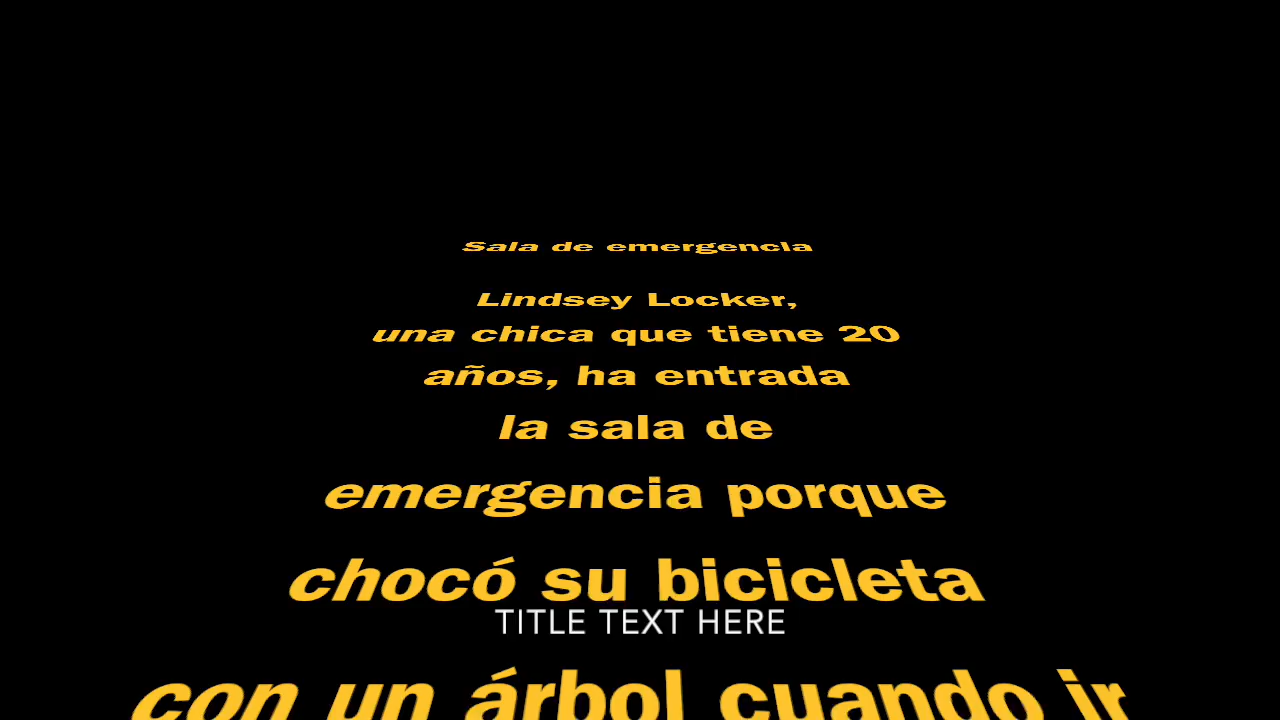 Sala de emergencia
Lindsey Locker,
una chica que tiene 20
años, ha entrada
la sala de
emergencia porque
chocó su bicicleta
TITLE TEXT HERE
con un árbol cuando ir